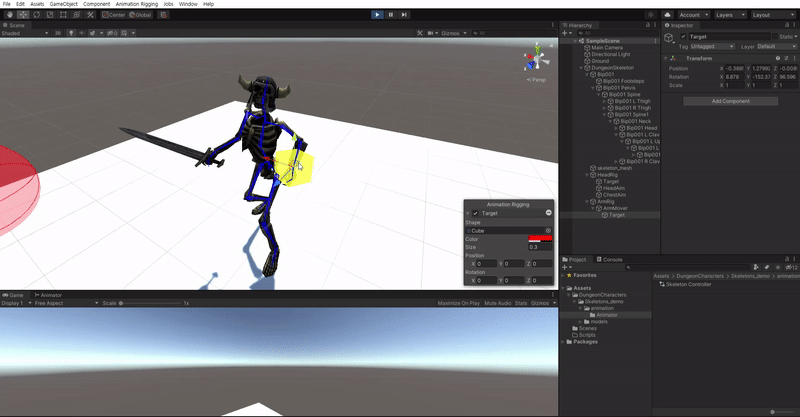 File Edit Assets GameObject Component Animation Rigging Jobs Window Help
Center Global
Account Layers Layout
Scene
Shaded 2D Gizmos All
Persp
Animation Rigging
Target
Shape
Cube
Color
Size 0.3
Position
X 0 Y 0 Z 0
Rotation
X 0 Y 0 Z 0
Game Animator
Display 1 Free Aspect Scale 1x Maximize On Play Mute Audio Stats Gizmos
Hierarchy
All
SampleScene
Main Camera
Directional Light
Ground
DungeonSkeleton
Bip001
Bip001 Footsteps
Bip001 Pelvis
Bip001 Spine
Bip001 L Thigh
Bip001 R Thigh
Bip001 Spine1
Bip001 Neck
Bip001 Head
Bip001 L Clav
Bip001 L Up
Bip001 L
Bip001
Bip001 R Clav
skeleton_mesh
HeadRig
Target
HeadAim
ChestAim
ArmRig
ArmMover
Target
Inspector
Target Static
Tag Untagged Layer Default
Transform
Position X -0.388 Y 1.2799 Z -0.009
Rotation X 8.878 Y -152.37 Z 96.596
Scale X 1 Y 1 Z 1
Add Component
Project Console
12
Favorites
Assets
DungeonCharacters
Skeletons_demo
animation
Animator
models
Scenes
Scripts
Packages
Assets > DungeonCharacters > Skeletons_demo > animation
Skeleton Controller